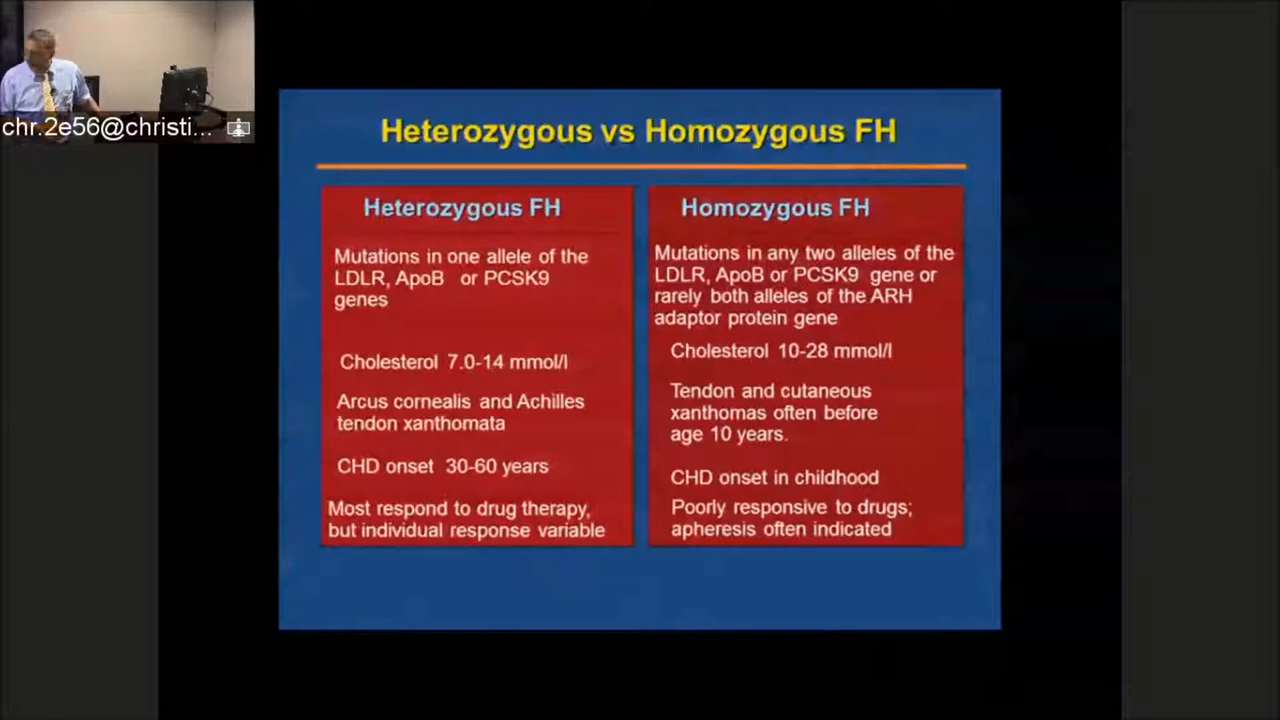 chr.2e56@christi...
Heterozygous vs Homozygous FH
Heterozygous FH
Mutations in one allele of the
LDLR, ApoB or PCSK9
genes
Cholesterol 7.0-14 mmol/l
Arcus cornealis and Achilles
tendon xanthomata
CHD onset 30-60 years
Most respond to drug therapy,
but individual response variable
Homozygous FH
Mutations in any two alleles of the
LDLR, ApoB or PCSK9 gene or
rarely both alleles of the ARH
adaptor protein gene
Cholesterol 10-28 mmol/l
Tendon and cutaneous
xanthomas often before
age 10 years.
CHD onset in childhood
Poorly responsive to drugs;
apheresis often indicated